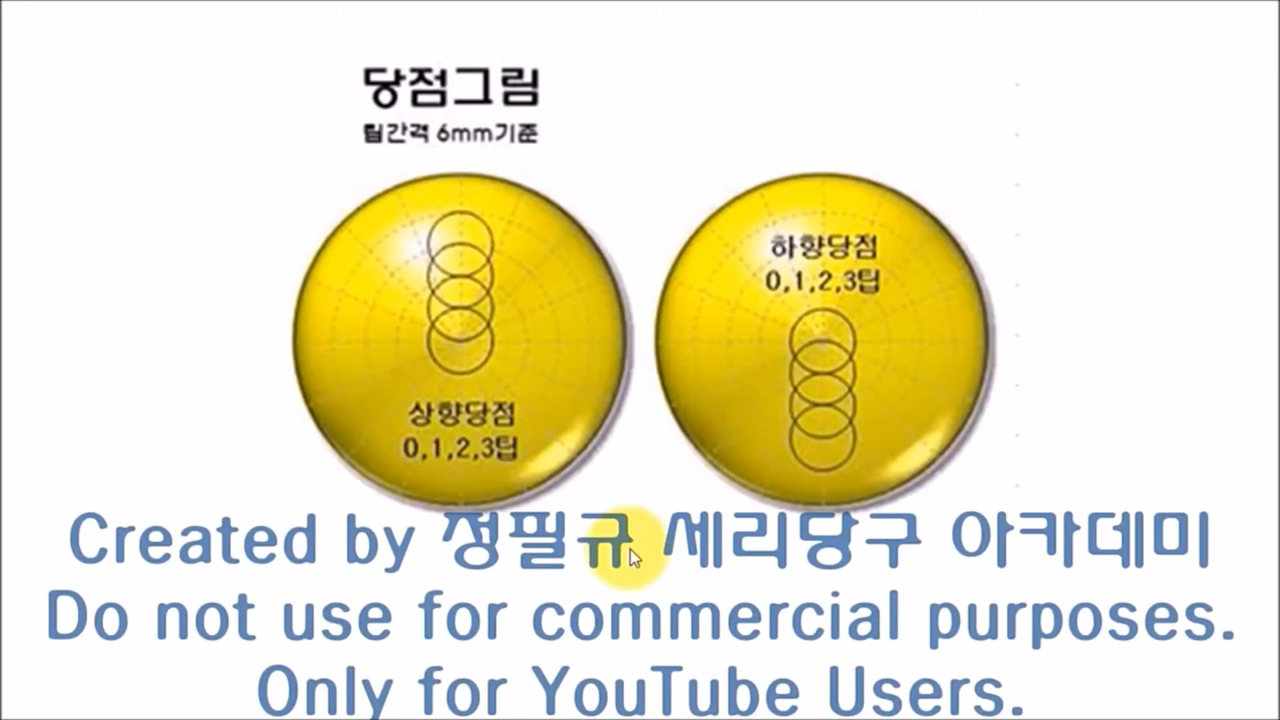 당점그림
팁간격 6mm기준
하향당점
0,1,2,3팁
상향당점
0,1,2,3팁
Created by 정필규 세리당구 아카데미
Do not use for commercial purposes.
Only for YouTube Users.